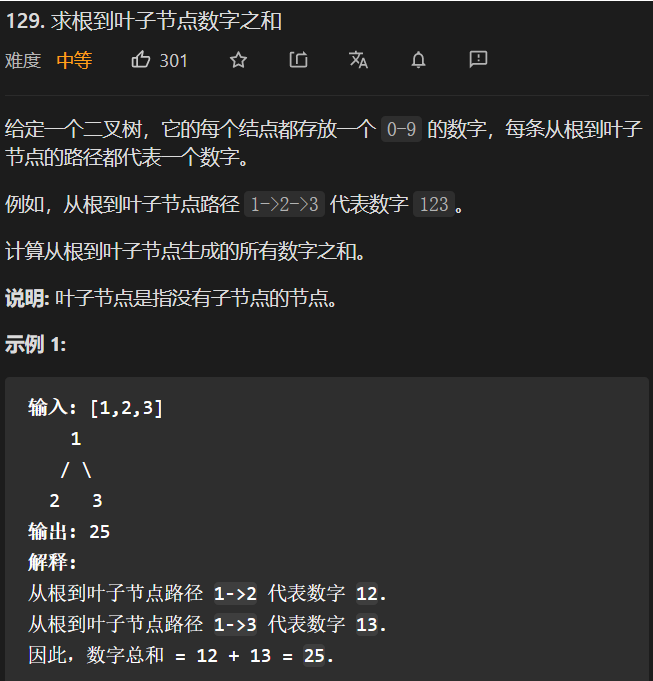 129. 求根到叶子节点数字之和
难度 中等 301
给定一个二叉树，它的每个结点都存放一个 0-9 的数字，每条从根到叶子
节点的路径都代表一个数字。
例如，从根到叶子节点路径 1->2->3 代表数字 123。
计算从根到叶子节点生成的所有数字之和。
说明: 叶子节点是指没有子节点的节点。
示例 1:
输入: [1,2,3]
1
/ \
2 3
输出: 25
解释:
从根到叶子节点路径 1->2 代表数字 12.
从根到叶子节点路径 1->3 代表数字 13.
因此，数字总和 = 12 + 13 = 25.